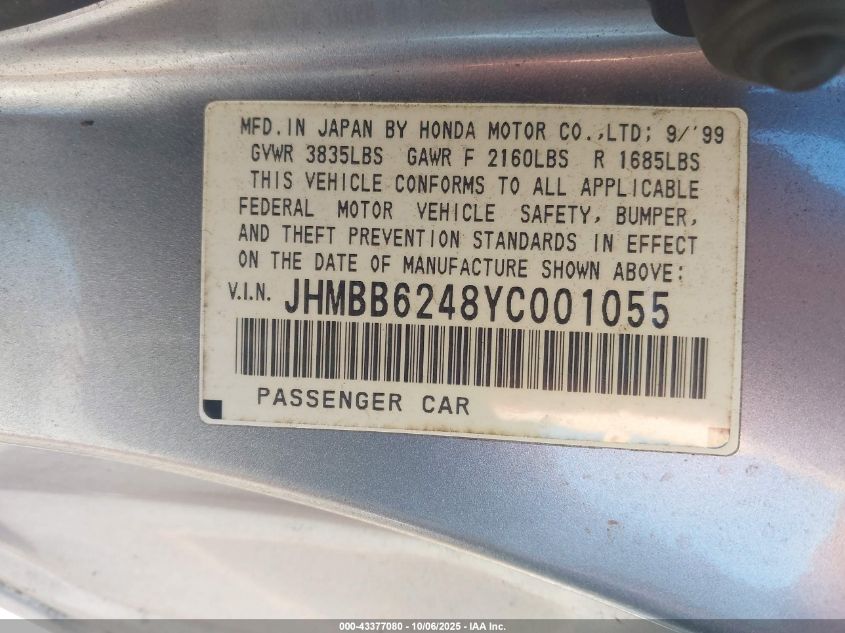 MFD. IN JAPAN BY HONDA MOTOR CO.,LTD; 9/'99
GVWR 3835LBS GAWR F 2160LBS R 1685LBS
THIS VEHICLE CONFORMS TO ALL APPLICABLE
FEDERAL MOTOR VEHICLE SAFETY, BUMPER,
AND THEFT PREVENTION STANDARDS IN EFFECT
ON THE DATE OF MANUFACTURE SHOWN ABOVE;
V.I.N. JHMBB6248YC001055
PASSENGER CAR
000-43377080 - 10/06/2025 - IAA Inc.